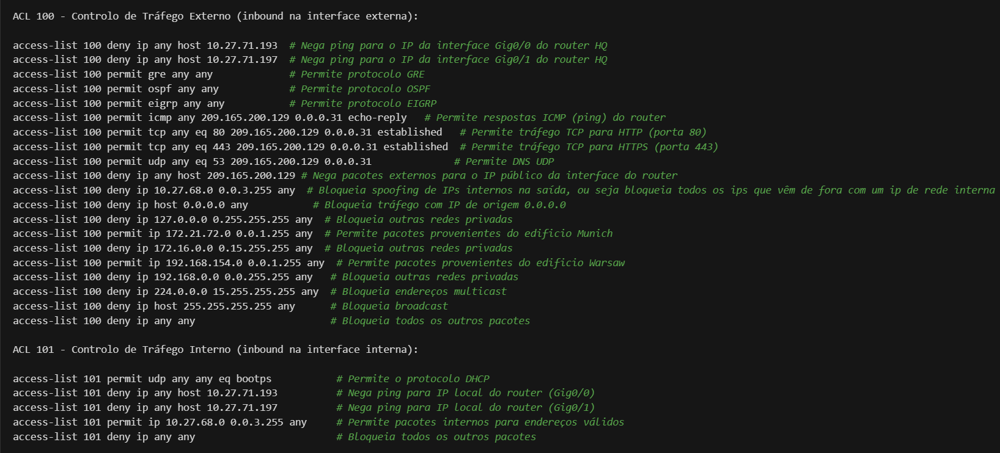 ACL 100 - Controlo de Tráfego Externo (inbound na interface externa):
access-list 100 deny ip any host 10.27.71.193 # Nega ping para o IP da interface Gig0/0 do router HQ
access-list 100 deny ip any host 10.27.71.197 # Nega ping para o IP da interface Gig0/1 do router HQ
access-list 100 permit gre any any # Permite protocolo GRE
access-list 100 permit ospf any any # Permite protocolo OSPF
access-list 100 permit eigrp any any # Permite protocolo EIGRP
access-list 100 permit icmp any 209.165.200.129 0.0.0.31 echo-reply # Permite respostas ICMP (ping) do router
access-list 100 permit tcp any eq 80 209.165.200.129 0.0.0.31 established # Permite tráfego TCP para HTTP (porta 80)
access-list 100 permit tcp any eq 443 209.165.200.129 0.0.0.31 established # Permite tráfego TCP para HTTPS (porta 443)
access-list 100 permit udp any eq 53 209.165.200.129 0.0.0.31 # Permite DNS UDP
access-list 100 deny ip any host 209.165.200.129 # Nega pacotes externos para o IP público da interface do router
access-list 100 deny ip 10.27.68.0 0.0.3.255 any # Bloqueia spoofing de IPs internos na saída, ou seja bloqueia todos os ips que vêm de fora com um ip de rede interna
access-list 100 deny ip host 0.0.0.0 any # Bloqueia tráfego com IP de origem 0.0.0.0
access-list 100 deny ip 127.0.0.0 0.255.255.255 any # Bloqueia outras redes privadas
access-list 100 permit ip 172.21.72.0 0.0.1.255 any # Permite pacotes provenientes do edificio Munich
access-list 100 deny ip 172.16.0.0 0.15.255.255 any # Bloqueia outras redes privadas
access-list 100 permit ip 192.168.154.0 0.0.1.255 any # Permite pacotes provenientes do edificio Warsaw
access-list 100 deny ip 192.168.0.0 0.0.255.255 any # Bloqueia outras redes privadas
access-list 100 deny ip 224.0.0.0 15.255.255.255 any # Bloqueia endereços multicast
access-list 100 deny ip host 255.255.255.255 any # Bloqueia broadcast
access-list 100 deny ip any any # Bloqueia todos os outros pacotes
ACL 101 - Controlo de Tráfego Interno (inbound na interface interna):
access-list 101 permit udp any any eq bootps # Permite o protocolo DHCP
access-list 101 deny ip any host 10.27.71.193 # Nega ping para IP local do router (Gig0/0)
access-list 101 deny ip any host 10.27.71.197 # Nega ping para IP local do router (Gig0/1)
access-list 101 permit ip 10.27.68.0 0.0.3.255 any # Permite pacotes internos para endereços válidos
access-list 101 deny ip any any # Bloqueia todos os outros pacotes